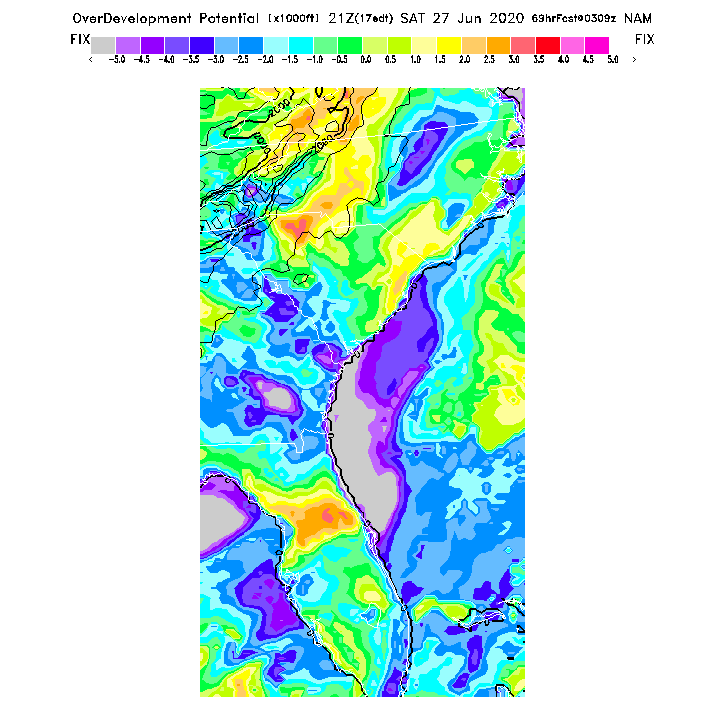 OverDevelopment Potential [x1000ft] 21Z(17edt) SAT 27 Jun 2020 69hrFcst@0309z NAM
FIX FIX
< -5.0 -4.5 -4.0 -3.5 -3.0 -2.5 -2.0 -1.5 -1.0 -0.5 0.0 0.5 1.0 1.5 2.0 2.5 3.0 3.5 4.0 4.5 5.0 >
2000
2000